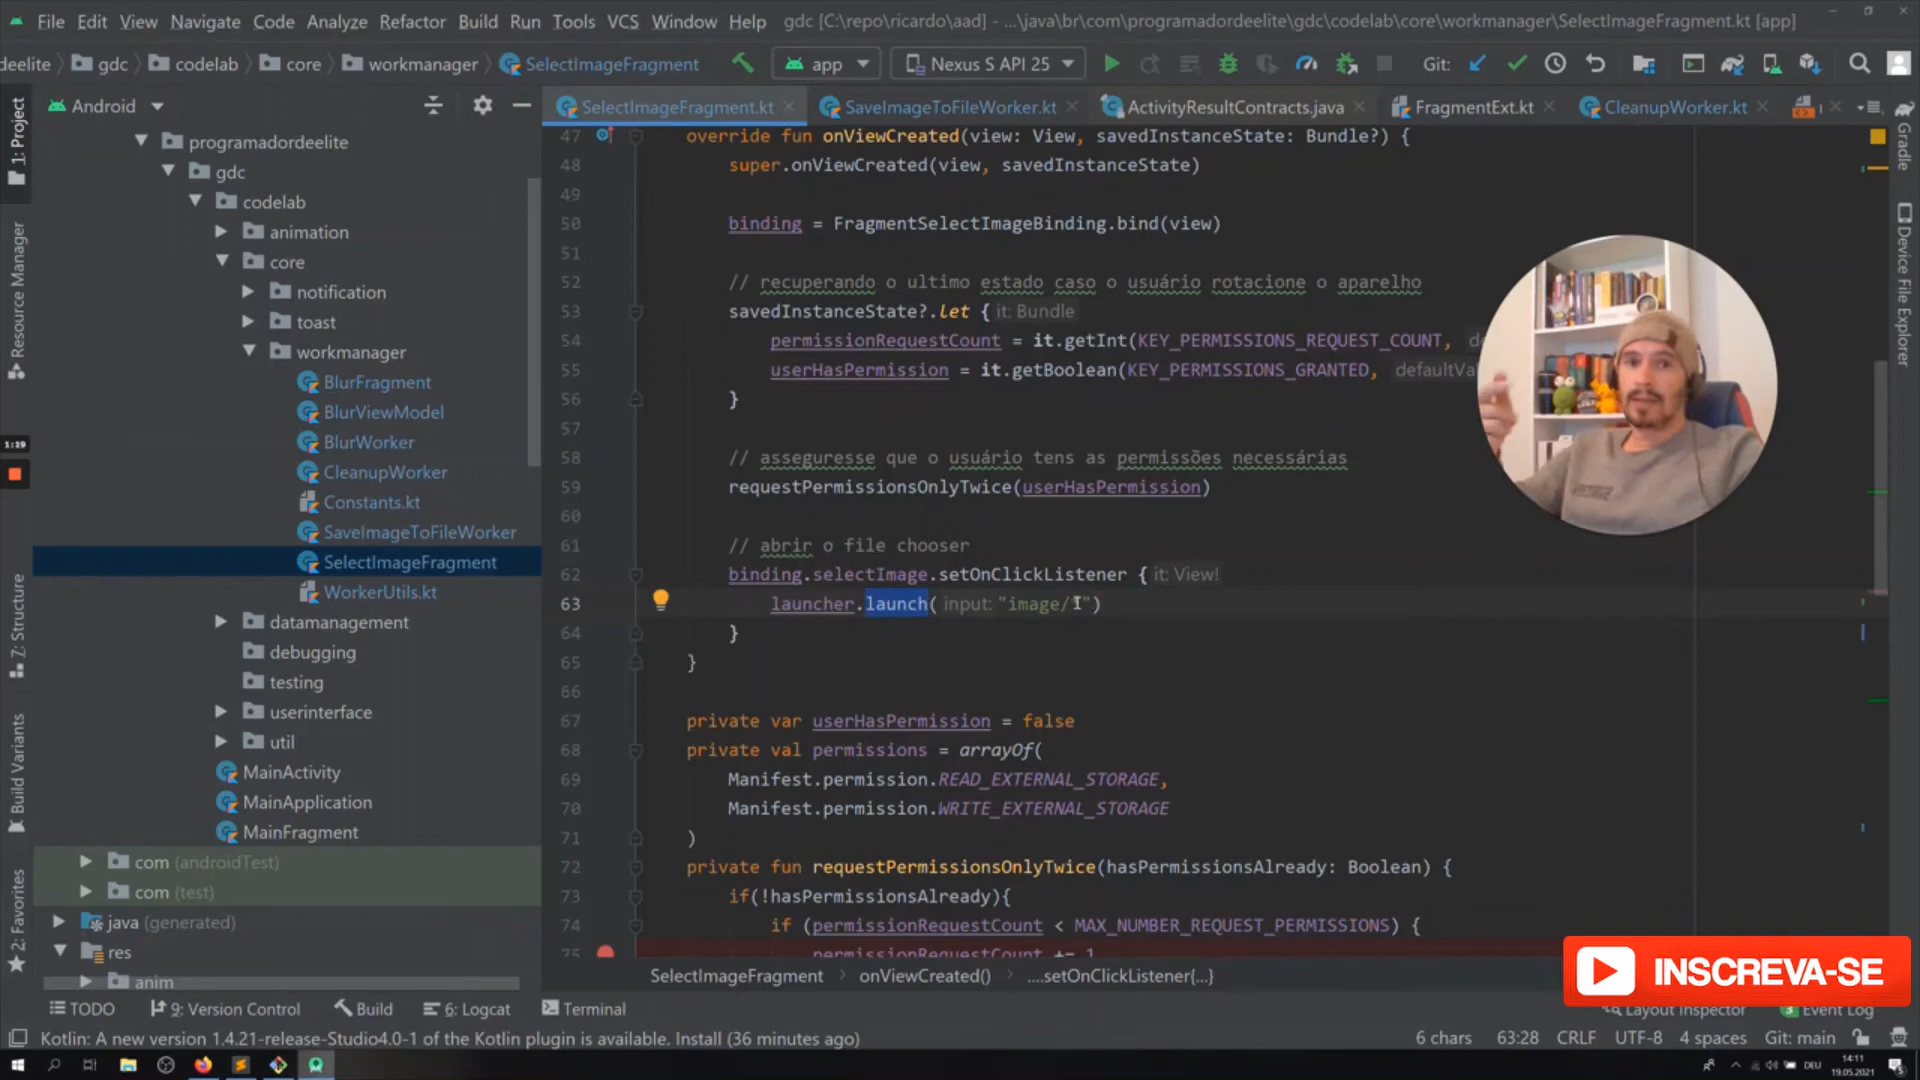 File Edit View Navigate Code Analyze Refactor Build Run Tools VCS Window Help gdc [C:\repo\ricardo\aad] - ...\java\br\com\programadordeelite\gdc\codelab\core\workmanager\SelectImageFragment.kt [app]
deelite gdc codelab core workmanager SelectImageFragment app Nexus S API 25 Git:
Android
SelectImageFragment.kt SaveImageToFileWorker.kt ActivityResultContracts.java FragmentExt.kt CleanupWorker.kt
1: Project
Resource Manager
7: Structure
Build Variants
2: Favorites
1:19
programadordeelite
gdc
codelab
animation
core
notification
toast
workmanager
BlurFragment
BlurViewModel
BlurWorker
CleanupWorker
Constants.kt
SaveImageToFileWorker
SelectImageFragment
WorkerUtils.kt
datamanagement
debugging
testing
userinterface
util
MainActivity
MainApplication
MainFragment
com (androidTest)
com (test)
java (generated)
res
anim
47 override fun onViewCreated(view: View, savedInstanceState: Bundle?) {
48 super.onViewCreated(view, savedInstanceState)
49
50 binding = FragmentSelectImageBinding.bind(view)
51
52 // recuperando o ultimo estado caso o usuário rotacione o aparelho
53 savedInstanceState?.let { it: Bundle
54 permissionRequestCount = it.getInt(KEY_PERMISSIONS_REQUEST_COUNT,
55 userHasPermission = it.getBoolean(KEY_PERMISSIONS_GRANTED,
56 }
57
58 // asseguresse que o usuário tens as permissões necessárias
59 requestPermissionsOnlyTwice(userHasPermission)
60
61 // abrir o file chooser
62 binding.selectImage.setOnClickListener { it: View!
63 launcher.launch( input: "image/*")
64 }
65 }
66
67 private var userHasPermission = false
68 private val permissions = arrayOf(
69 Manifest.permission.READ_EXTERNAL_STORAGE,
70 Manifest.permission.WRITE_EXTERNAL_STORAGE
71 )
72 private fun requestPermissionsOnlyTwice(hasPermissionsAlready: Boolean) {
73 if(!hasPermissionsAlready){
74 if (permissionRequestCount < MAX_NUMBER_REQUEST_PERMISSIONS) {
75 permissionRequestCount += 1
Gradle
Device File Explorer
INSCREVA-SE
SelectImageFragment onViewCreated() ....setOnClickListener{...}
TODO 9: Version Control Build 6: Logcat Terminal Layout Inspector 3 Event Log
Kotlin: A new version 1.4.21-release-Studio4.0-1 of the Kotlin plugin is available. Install (36 minutes ago) 6 chars 63:28 CRLF UTF-8 4 spaces Git: main
DEU 14:11
19.05.2021